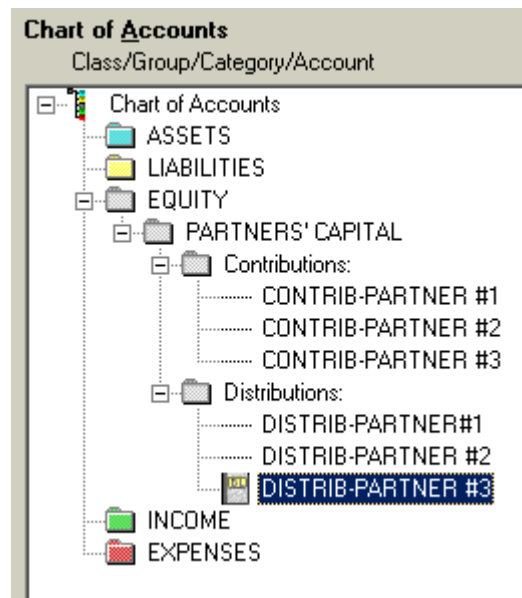 Chart of Accounts
Class/Group/Category/Account
Chart of Accounts
ASSETS
LIABILITIES
EQUITY
PARTNERS' CAPITAL
Contributions:
CONTRIB-PARTNER #1
CONTRIB-PARTNER #2
CONTRIB-PARTNER #3
Distributions:
DISTRIB-PARTNER#1
DISTRIB-PARTNER #2
DISTRIB-PARTNER #3
INCOME
EXPENSES